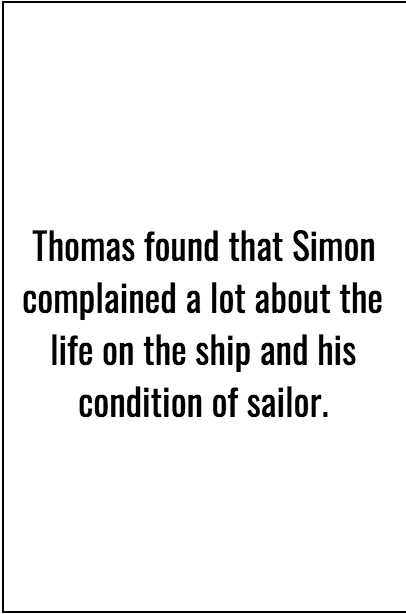 Thomas found that Simon
complained a lot about the
life on the ship and his
condition of sailor.